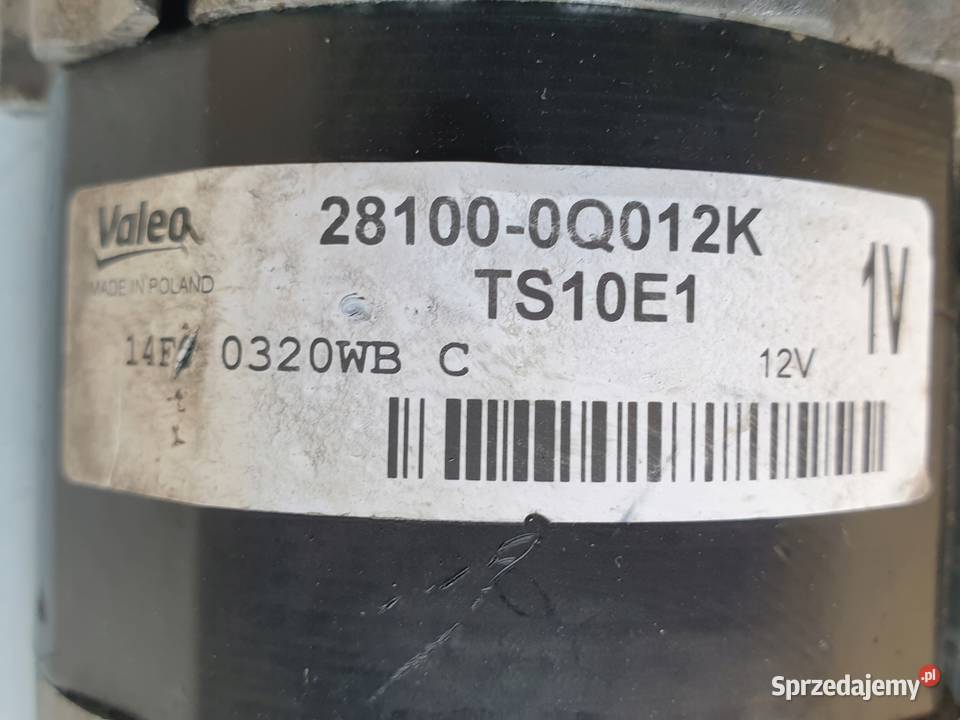 Valeo
28100-0Q012K
MADE IN POLAND
TS10E1
1V
0320WB C
12V
Sprzedajemy.pl